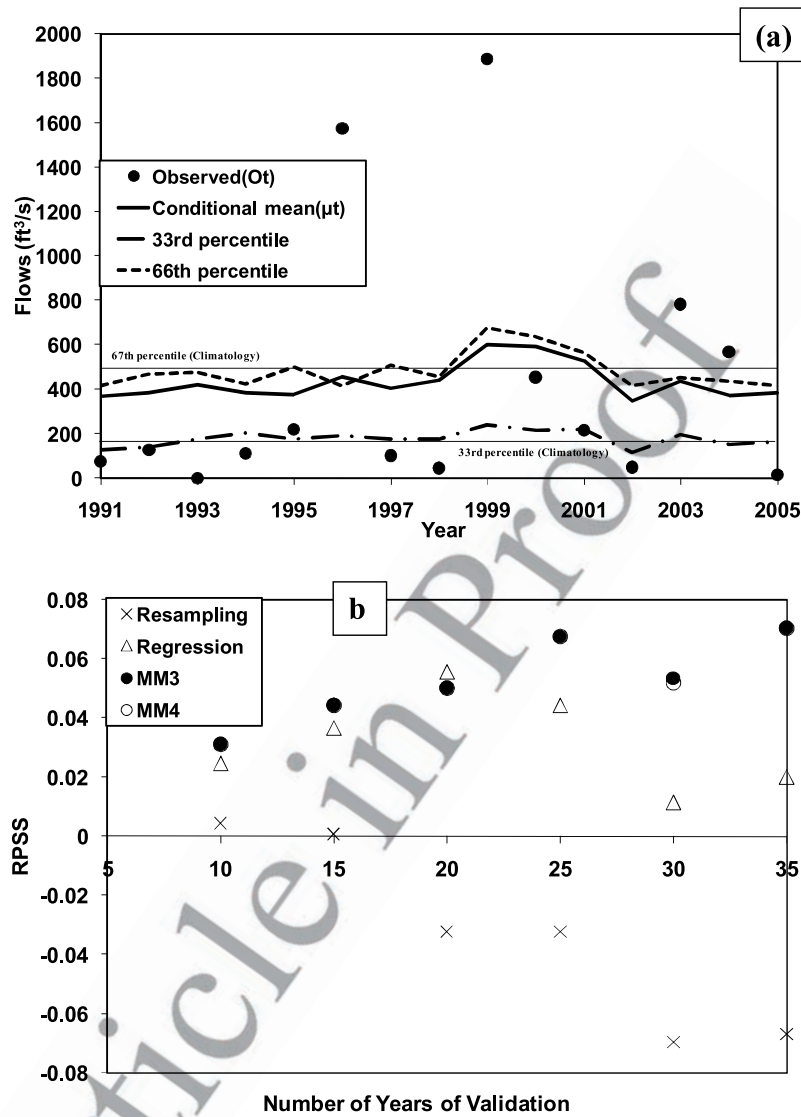 (a)
2000
1800
1600
1400
1200
1000
800
600
400
200
0
Flows (ft³/s)
Observed(Ot)
Conditional mean(μt)
33rd percentile
66th percentile
67th percentile (Climatology)
33rd percentile (Climatology)
1991 1993 1995 1997 1999 2001 2003 2005
Year
b
0.08
0.06
0.04
0.02
0
-0.02
-0.04
-0.06
-0.08
RPSS
Resampling
Regression
MM3
MM4
5 10 15 20 25 30 35
Number of Years of Validation
ticle in Proof